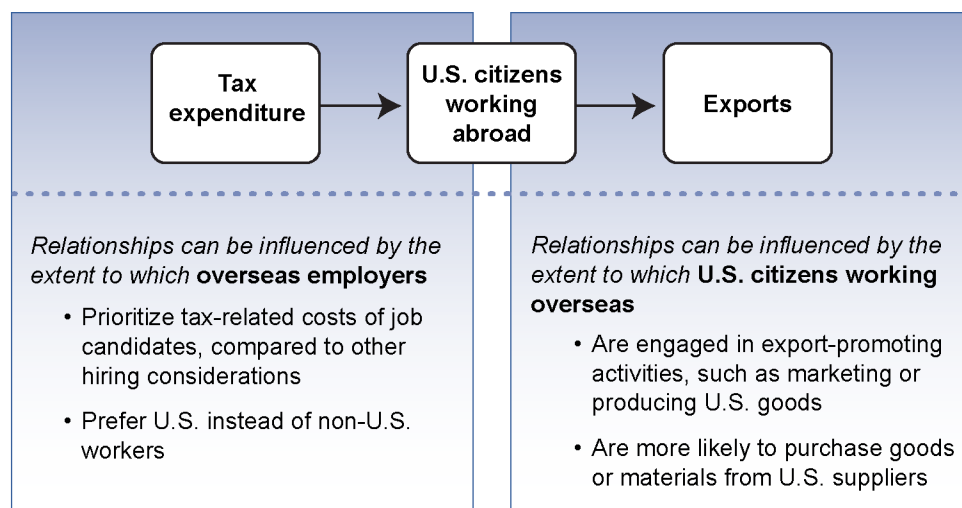 Tax
expenditure
U.S. citizens
working
abroad
Exports
Relationships can be influenced by the
extent to which overseas employers
• Prioritize tax-related costs of job
candidates, compared to other
hiring considerations
• Prefer U.S. instead of non-U.S.
workers
Relationships can be influenced by the
extent to which U.S. citizens working
overseas
• Are engaged in export-promoting
activities, such as marketing or
producing U.S. goods
• Are more likely to purchase goods
or materials from U.S. suppliers